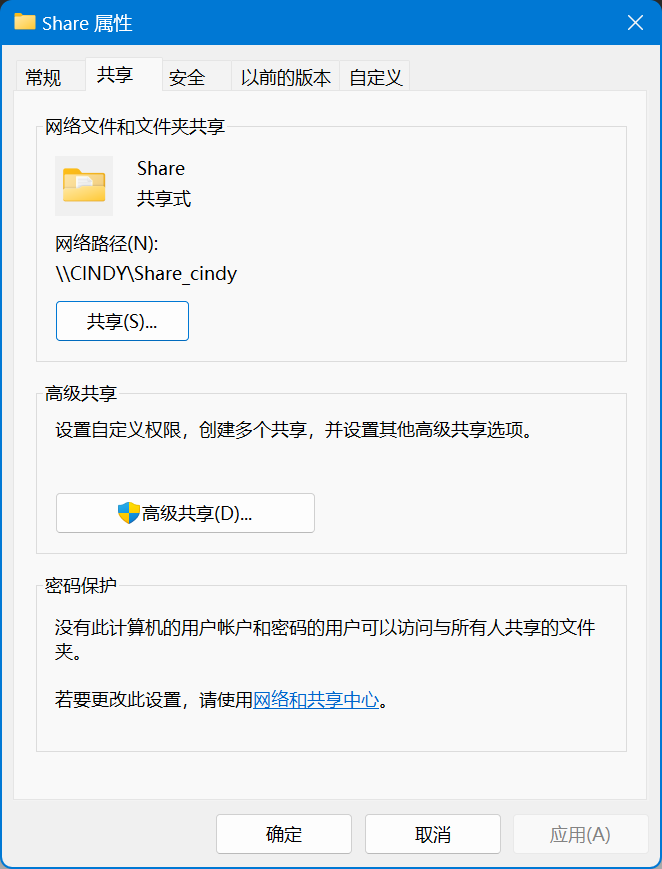 Share 属性
常规 共享 安全 以前的版本 自定义
网络文件和文件夹共享
Share
共享式
网络路径(N):
\\CINDY\Share_cindy
共享(S)...
高级共享
设置自定义权限，创建多个共享，并设置其他高级共享选项。
高级共享(D)...
密码保护
没有此计算机的用户帐户和密码的用户可以访问与所有人共享的文件
夹。
若要更改此设置，请使用网络和共享中心。
确定 取消 应用(A)